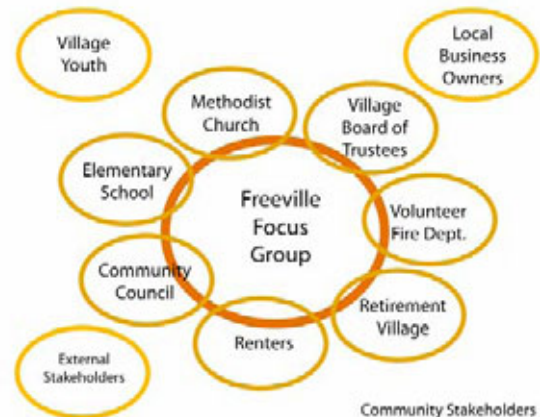 Village
Youth
Local
Business
Owners
Methodist
Church
Village
Board of
Trustees
Elementary
School
Freeville
Focus
Group
Volunteer
Fire Dept.
Community
Council
Retirement
Village
Renters
External
Stakeholders
Community Stakeholders